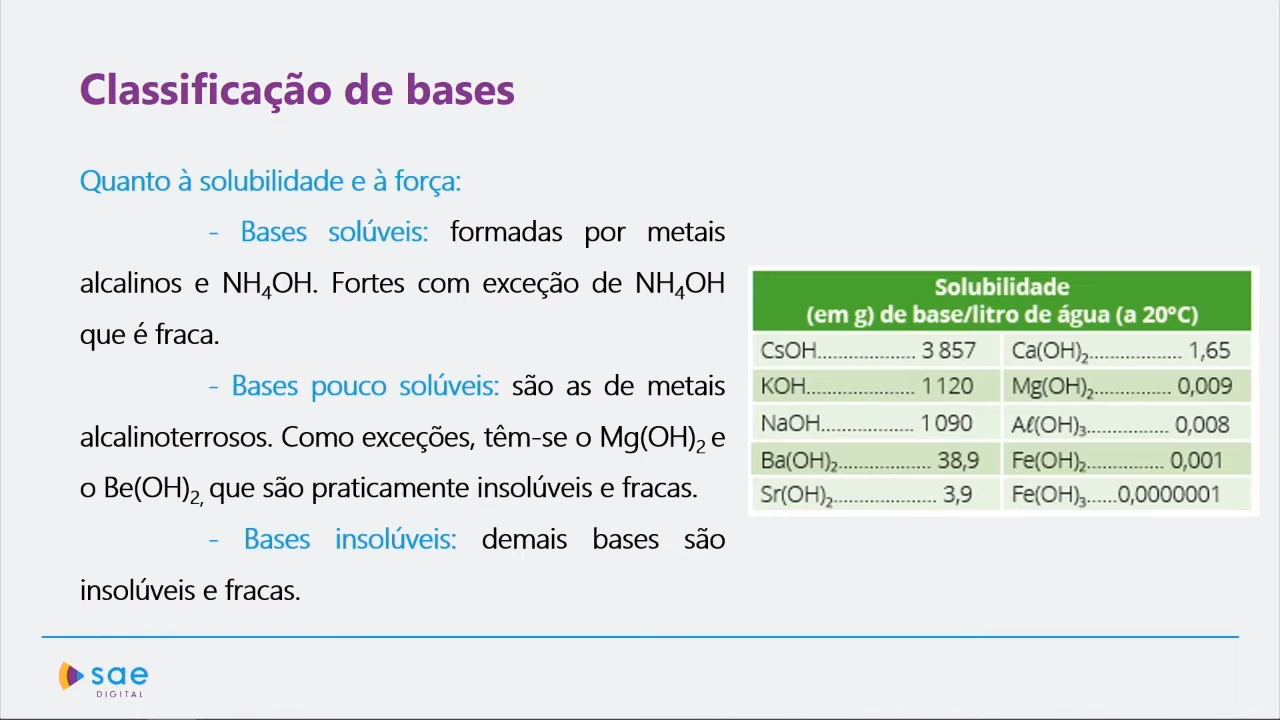 Classificação de bases
Quanto à solubilidade e à força:
- Bases solúveis: formadas por metais
alcalinos e NH₄OH. Fortes com exceção de NH₄OH
que é fraca.
- Bases pouco solúveis: são as de metais
alcalinoterrosos. Como exceções, têm-se o Mg(OH)₂ e
o Be(OH)₂, que são praticamente insolúveis e fracas.
- Bases insolúveis: demais bases são
insolúveis e fracas.
Solubilidade
(em g) de base/litro de água (a 20°C)
CsOH................... 3 857 Ca(OH)₂.................. 1,65
KOH..................... 1 120 Mg(OH)₂............... 0,009
NaOH.................. 1 090 Aℓ(OH)₃................ 0,008
Ba(OH)₂.................. 38,9 Fe(OH)₂............... 0,001
Sr(OH)₂.................... 3,9 Fe(OH)₃......0,0000001
sae
DIGITAL